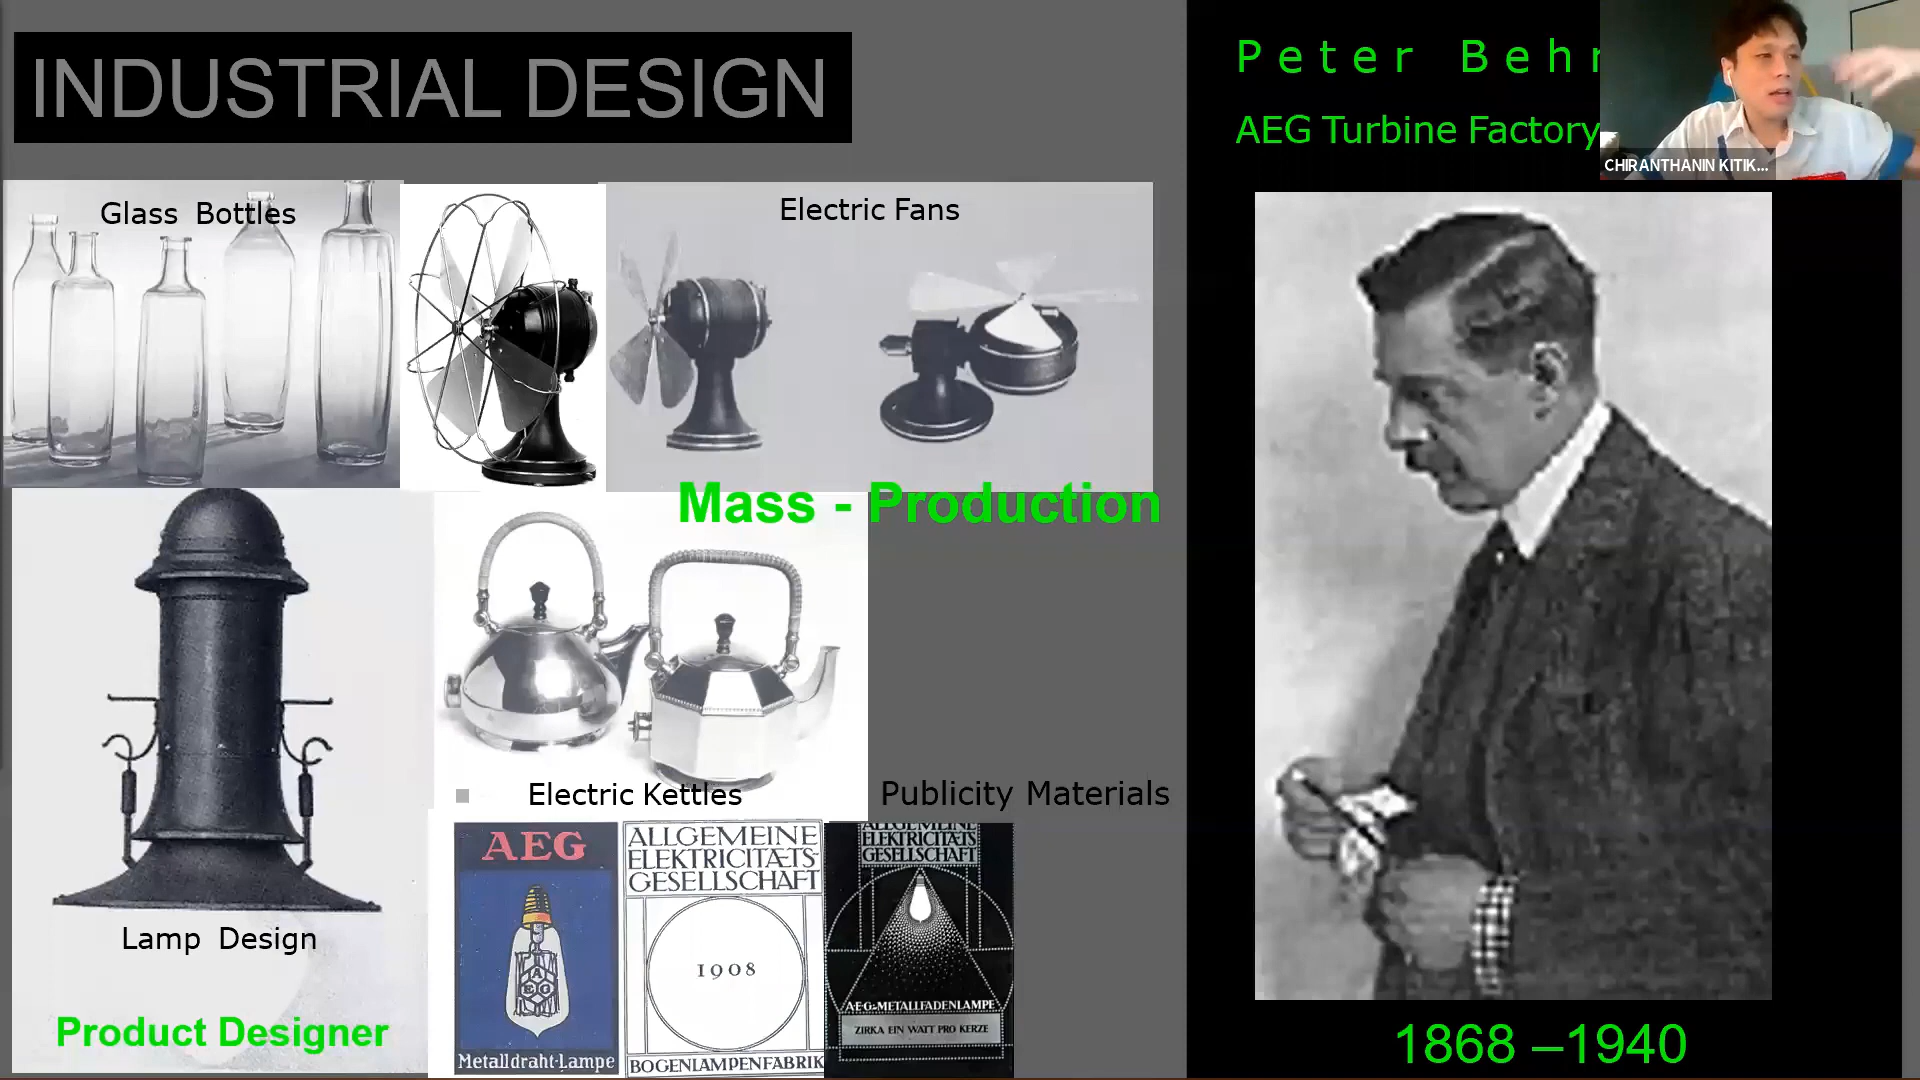 INDUSTRIAL DESIGN
Glass Bottles
Electric Fans
Mass - Production
Electric Kettles
Publicity Materials
Lamp Design
Product Designer
AEG
Metalldraht-Lampe
ALLGEMEINE
ELEKTRICITÆTS-
GESELLSCHAFT
1908
BOGENLAMPENFABRIK
ALLGEMEINE
ELEKTRICITÆTS
GESELLSCHAFT
A·E·G·-METALLFADENLAMPE
ZIRKA EIN WATT PRO KERZE
Peter Behr
AEG Turbine Factory
CHIRANTHANIN KITIK...
1868 –1940